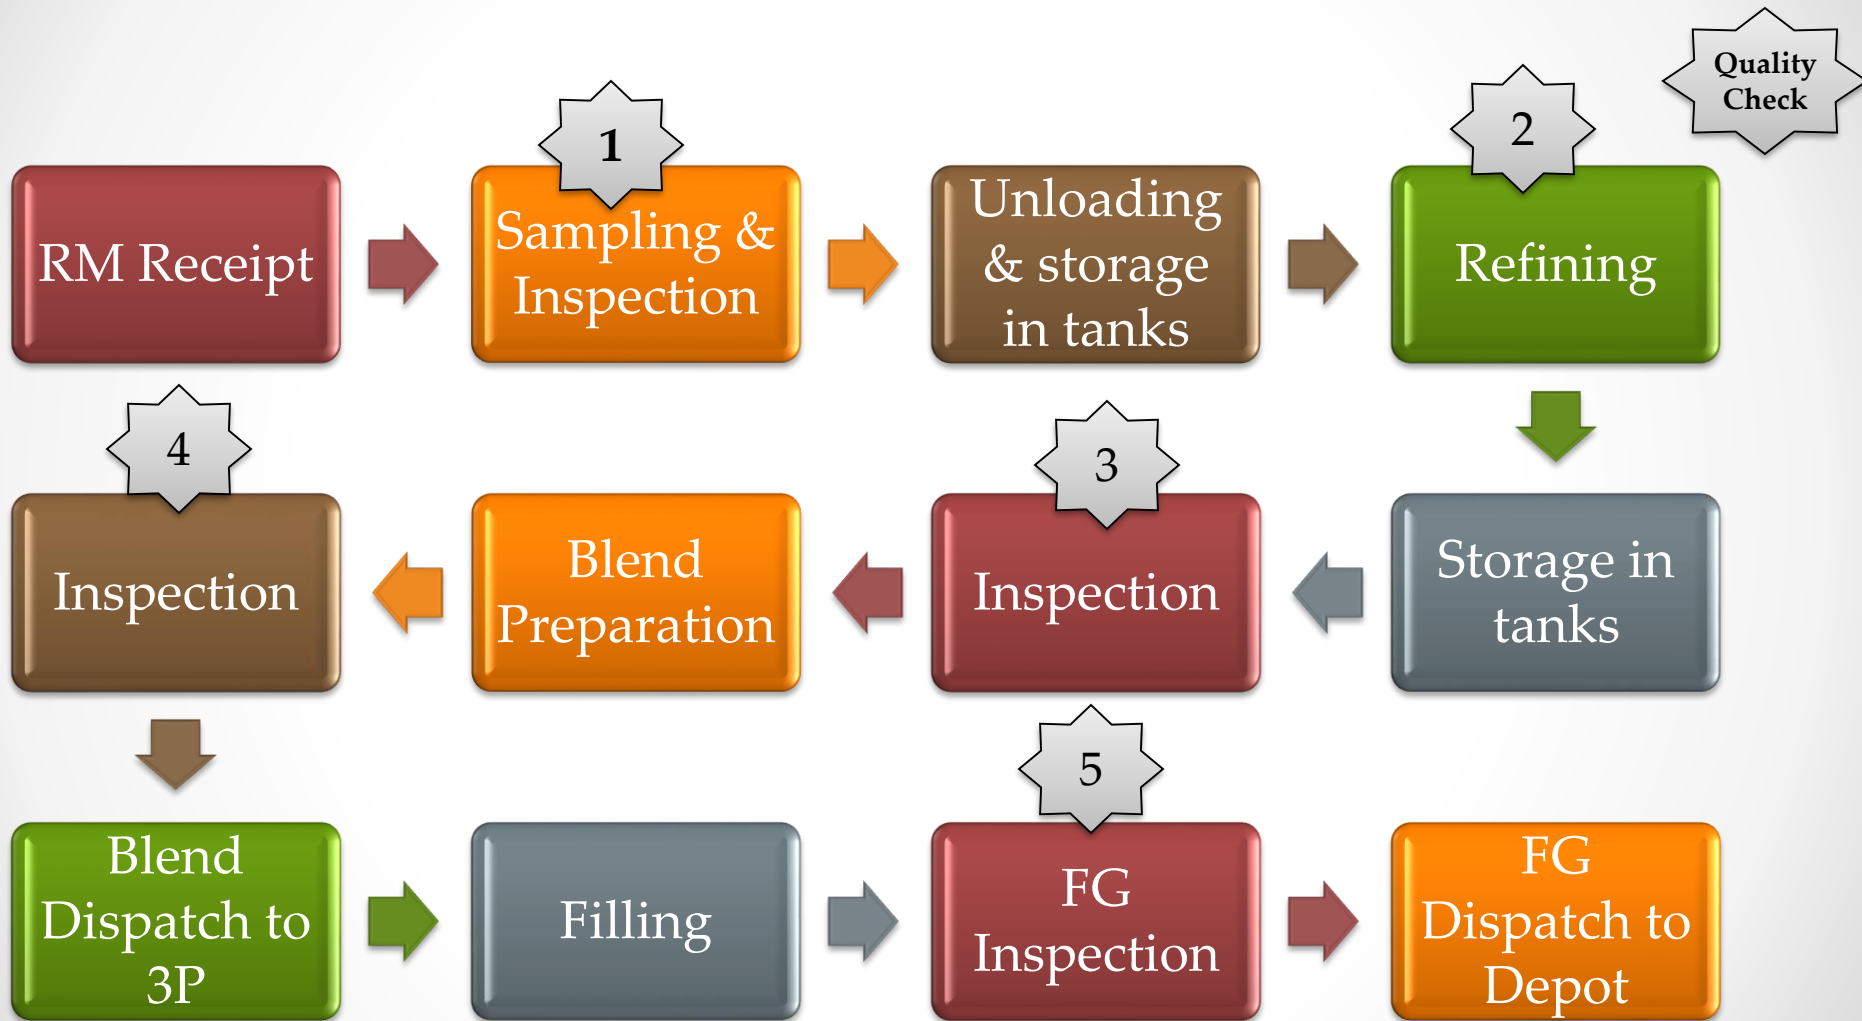 Quality
Check
1
2
RM Receipt
Sampling &
Inspection
Unloading
& storage
in tanks
Refining
4
3
Storage in
tanks
Inspection
Blend
Preparation
Inspection
5
Blend
Dispatch to
3P
Filling
FG
Inspection
FG
Dispatch to
Depot